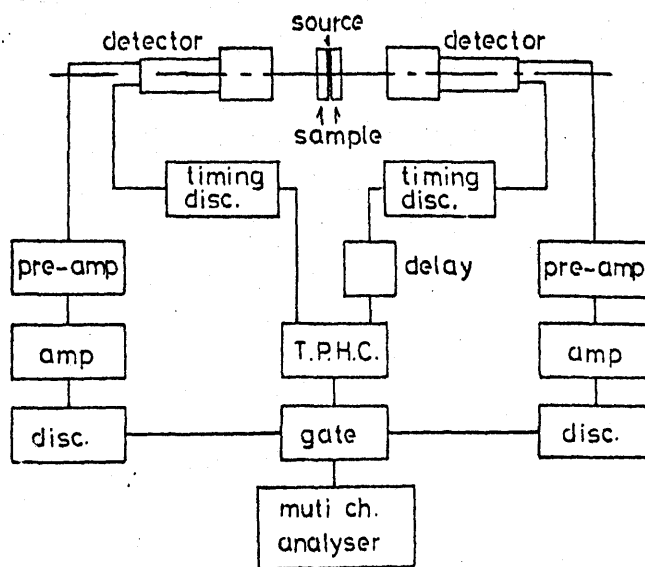 source
detector
detector
sample
timing
disc.
timing
disc.
pre-amp
delay
pre-amp
amp
T.P.H.C.
amp
disc.
gate
disc.
muti ch.
analyser